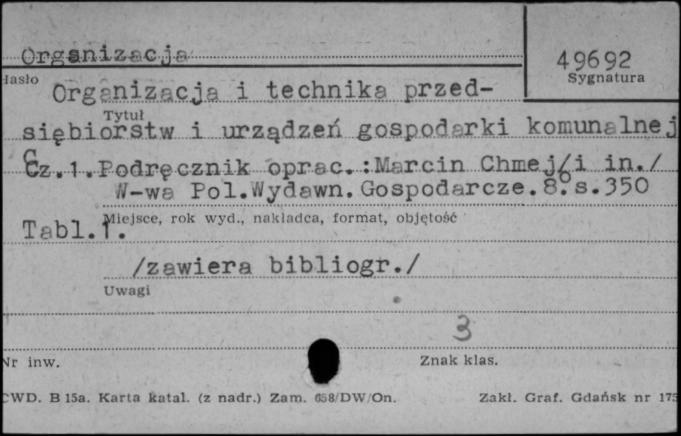 Organizacja
49692
Hasło
Sygnatura
Organizacja i technika przed-
Tytuł
siębiorstw i urządzeń gospodarki komunalnej
Cz.1.Podręcznik oprac.:Marcin Chmej/i in./
W-wa Pol.Wydawn.Gospodarcze.8°s.350
Miejsce, rok wyd., nakładca, format, objętość
Tabl.1.
/zawiera bibliogr./
Uwagi
3
Nr inw.
Znak klas.
CWD. B 15a. Karta katal. (z nadr.) Zam. 658/DW/On.
Zakł. Graf. Gdańsk nr 175